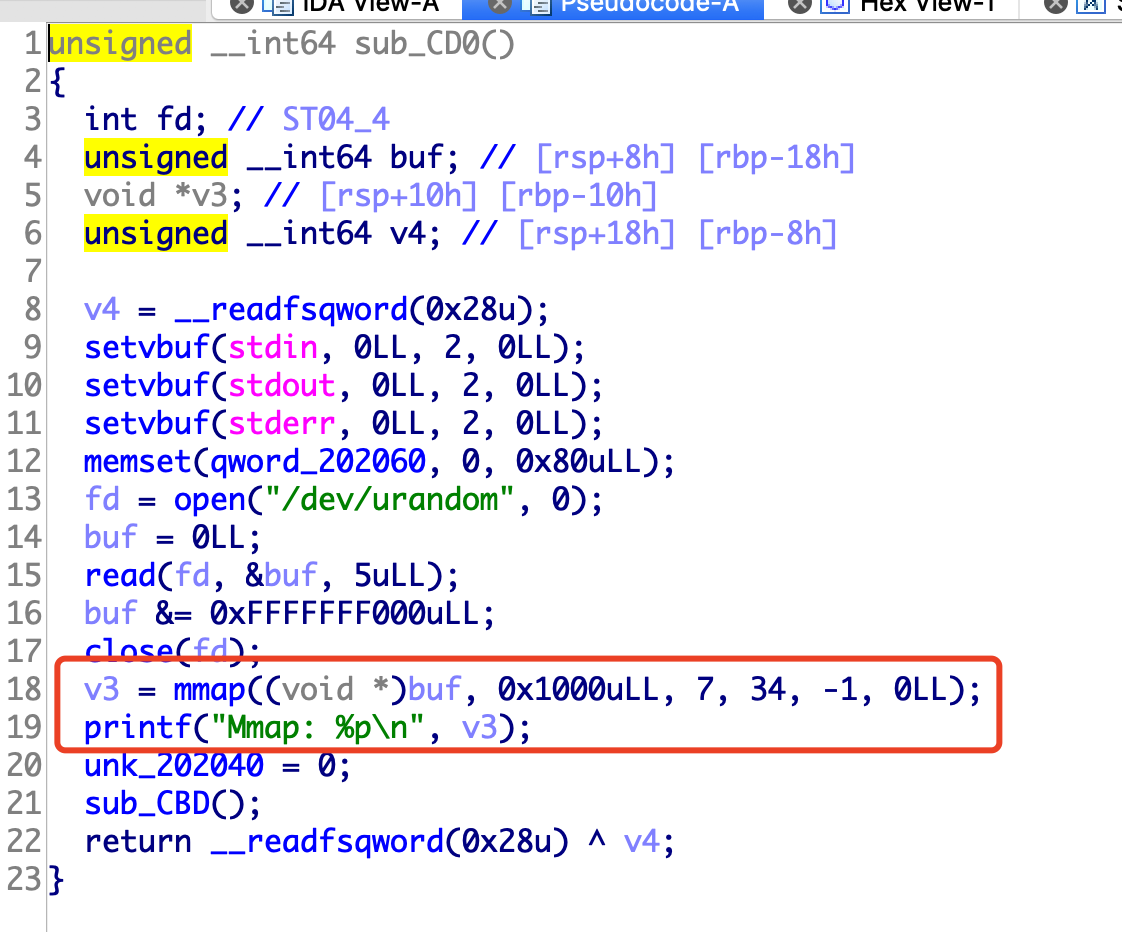 IDA View-A Pseudocode-A Hex View-1
1 unsigned __int64 sub_CD0()
2 {
3 int fd; // ST04_4
4 unsigned __int64 buf; // [rsp+8h] [rbp-18h]
5 void *v3; // [rsp+10h] [rbp-10h]
6 unsigned __int64 v4; // [rsp+18h] [rbp-8h]
7
8 v4 = __readfsqword(0x28u);
9 setvbuf(stdin, 0LL, 2, 0LL);
10 setvbuf(stdout, 0LL, 2, 0LL);
11 setvbuf(stderr, 0LL, 2, 0LL);
12 memset(qword_202060, 0, 0x80uLL);
13 fd = open("/dev/urandom", 0);
14 buf = 0LL;
15 read(fd, &buf, 5uLL);
16 buf &= 0xFFFFFFF000uLL;
17 close(fd);
18 v3 = mmap((void *)buf, 0x1000uLL, 7, 34, -1, 0LL);
19 printf("Mmap: %p\n", v3);
20 unk_202040 = 0;
21 sub_CBD();
22 return __readfsqword(0x28u) ^ v4;
23 }